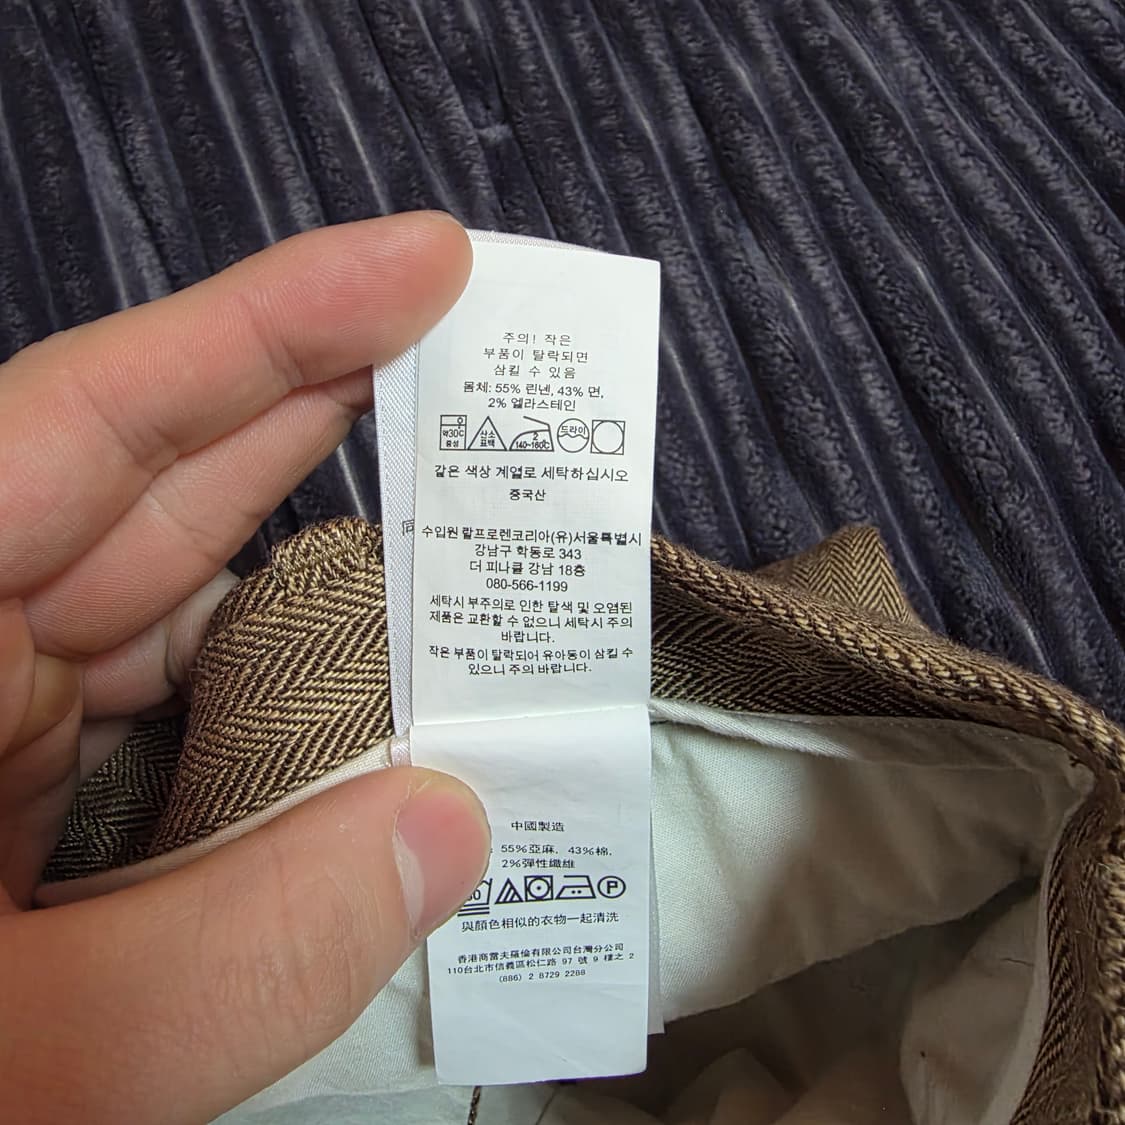 주의! 작은
부품이 탈락되면
삼킬 수 있음
몸체: 55% 린넨, 43% 면,
2% 엘라스테인
약30℃
중성
산소
표백
2
140~160℃
드라이
같은 색상 계열로 세탁하십시오
중국산
同
수입원 랄프로렌코리아(유)서울특별시
강남구 학동로 343
더 피나클 강남 18층
080-566-1199
세탁시 부주의로 인한 탈색 및 오염된
제품은 교환할 수 없으니 세탁시 주의
바랍니다.
작은 부품이 탈락되어 유아동이 삼킬 수
있으니 주의 바랍니다.
中國製造
: 55%亞麻, 43%棉,
2%彈性纖維
P
與顏色相似的衣物一起清洗
香港商雷夫羅倫有限公司台灣分公司
110台北市信義區松仁路 97 號 9 樓之 2
(886) 2 8729 2288